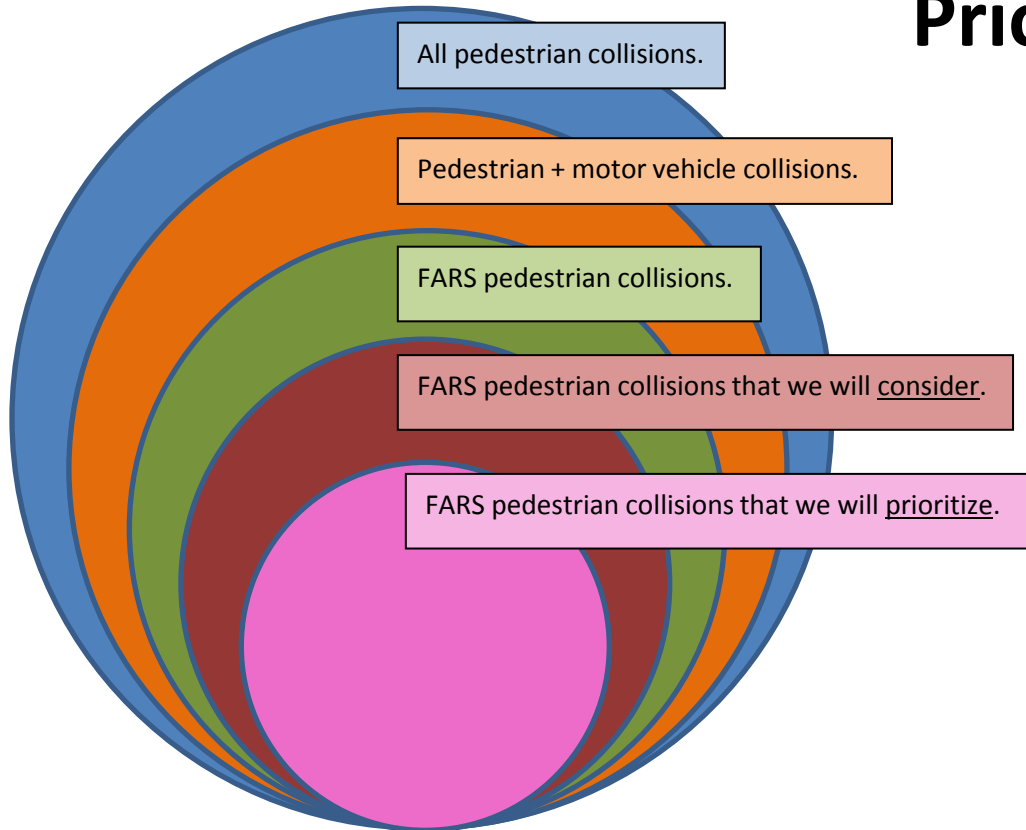 All pedestrian collisions.
Pedestrian + motor vehicle collisions.
FARS pedestrian collisions.
FARS pedestrian collisions that we will consider.
FARS pedestrian collisions that we will prioritize.